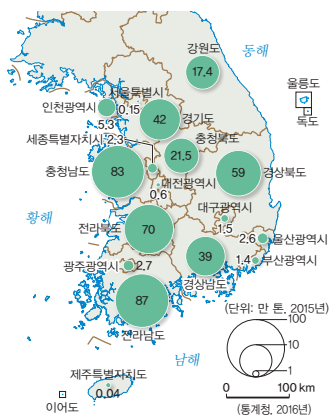 강원도
동해
17.4
서울특별시
울릉도
인천광역시
0.15
독도
5.3
42
경기도
세종특별자치시
2.3
충청북도
21.5
충청남도
83
59
경상북도
대전광역시
0.6
대구광역시
1.5
황해
전라북도
70
2.6
울산광역시
광주광역시
2.7
39
1.4
부산광역시
경상남도
87
(단위: 만 톤, 2015년)
전라남도
100
10
1
남해
제주특별자치도
0.04
이어도
0
100 km
(통계청, 2016)